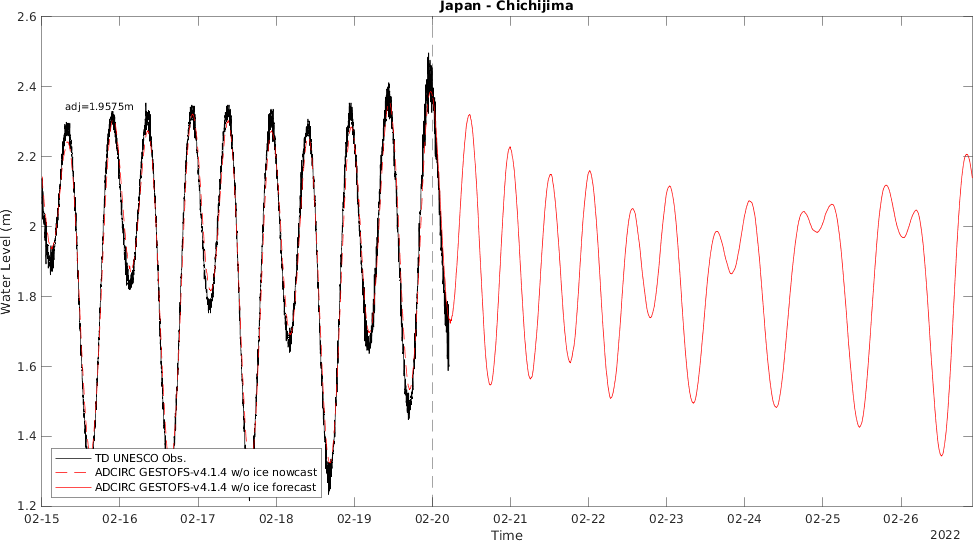 Japan - Chichijima
2.6
2.4
2.2
2
1.8
1.6
1.4
1.2
Water Level (m)
adj=1.9575m
TD UNESCO Obs.
ADCIRC GESTOFS-v4.1.4 w/o ice nowcast
ADCIRC GESTOFS-v4.1.4 w/o ice forecast
02-15 02-16 02-17 02-18 02-19 02-20 02-21 02-22 02-23 02-24 02-25 02-26
Time
2022